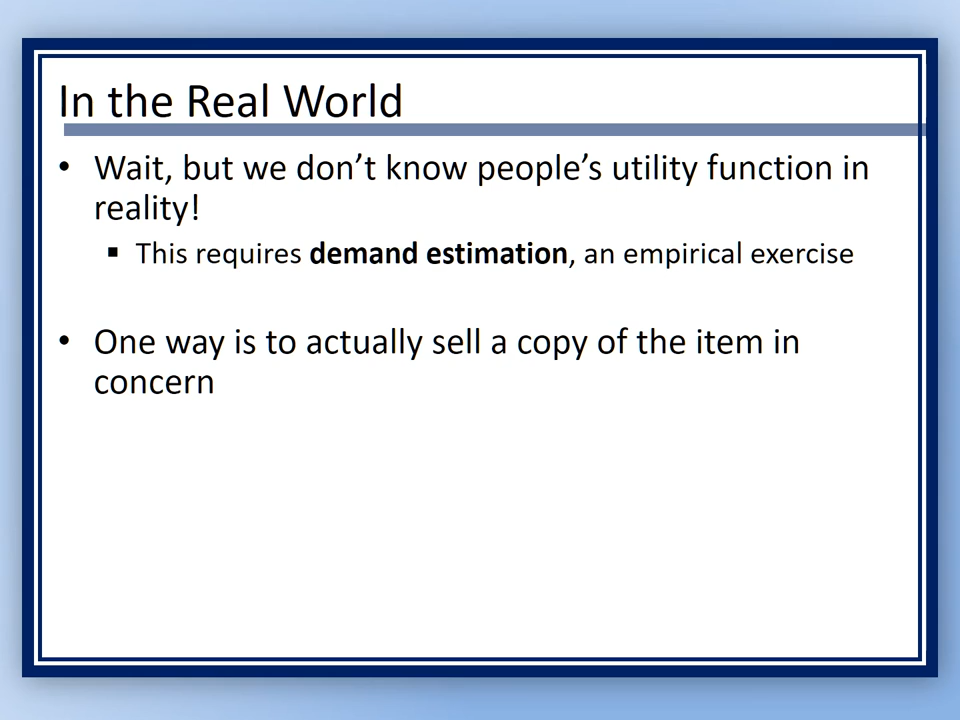 In the Real World
• Wait, but we don’t know people’s utility function in
reality!
▪ This requires demand estimation, an empirical exercise
• One way is to actually sell a copy of the item in
concern